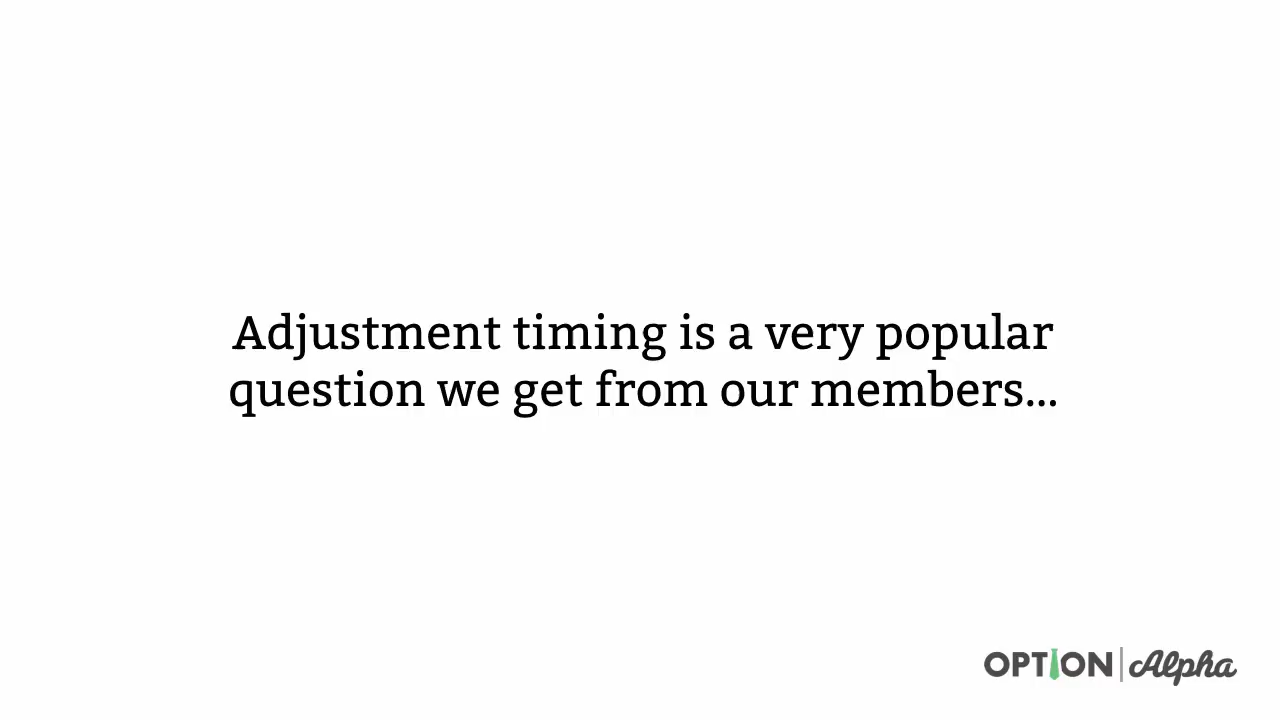 Adjustment timing is a very popular
question we get from our members...
OPTION | Alpha